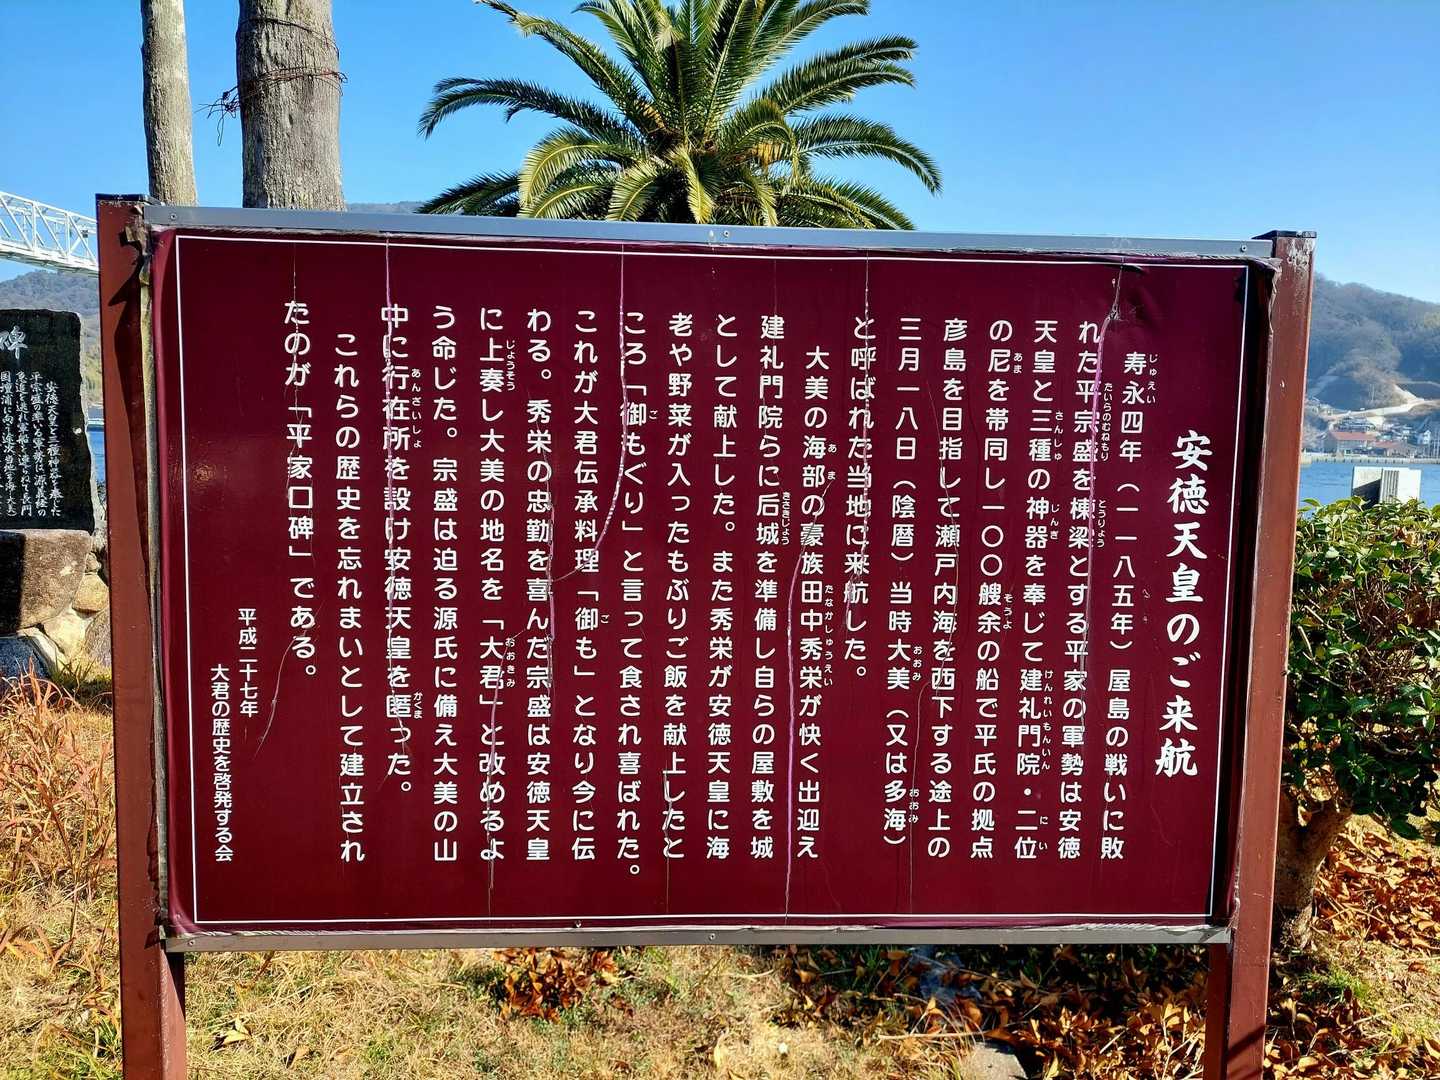 安徳天皇のご来航
寿永四年（一一八五年）屋島の戦いに敗
れた平宗盛を棟梁とする平家の軍勢は安徳
天皇と三種の神器を奉じて建礼門院・二位
の尼を帯同し一〇〇艘余の船で平氏の拠点
彦島を目指して瀬戸内海を西下する途上の
三月一八日（陰暦）当時大美（又は多海）
と呼ばれた当地に来航した。
大美の海部の豪族田中秀栄が快く出迎え
建礼門院らに后城を準備し自らの屋敷を城
として献上した。また秀栄が安徳天皇に海
老や野菜が入ったもぶりご飯を献上したと
ころ「御もぐり」と言って食され喜ばれた。
これが大君伝承料理「御も」となり今に伝
わる。秀栄の忠勤を喜んだ宗盛は安徳天皇
に上奏し大美の地名を「大君」と改めるよ
う命じた。宗盛は迫る源氏に備え大美の山
中に行在所を設け安徳天皇を匿った。
これらの歴史を忘れまいとして建立され
たのが「平家口碑」である。
平成二十七年
大君の歴史を啓発する会
碑